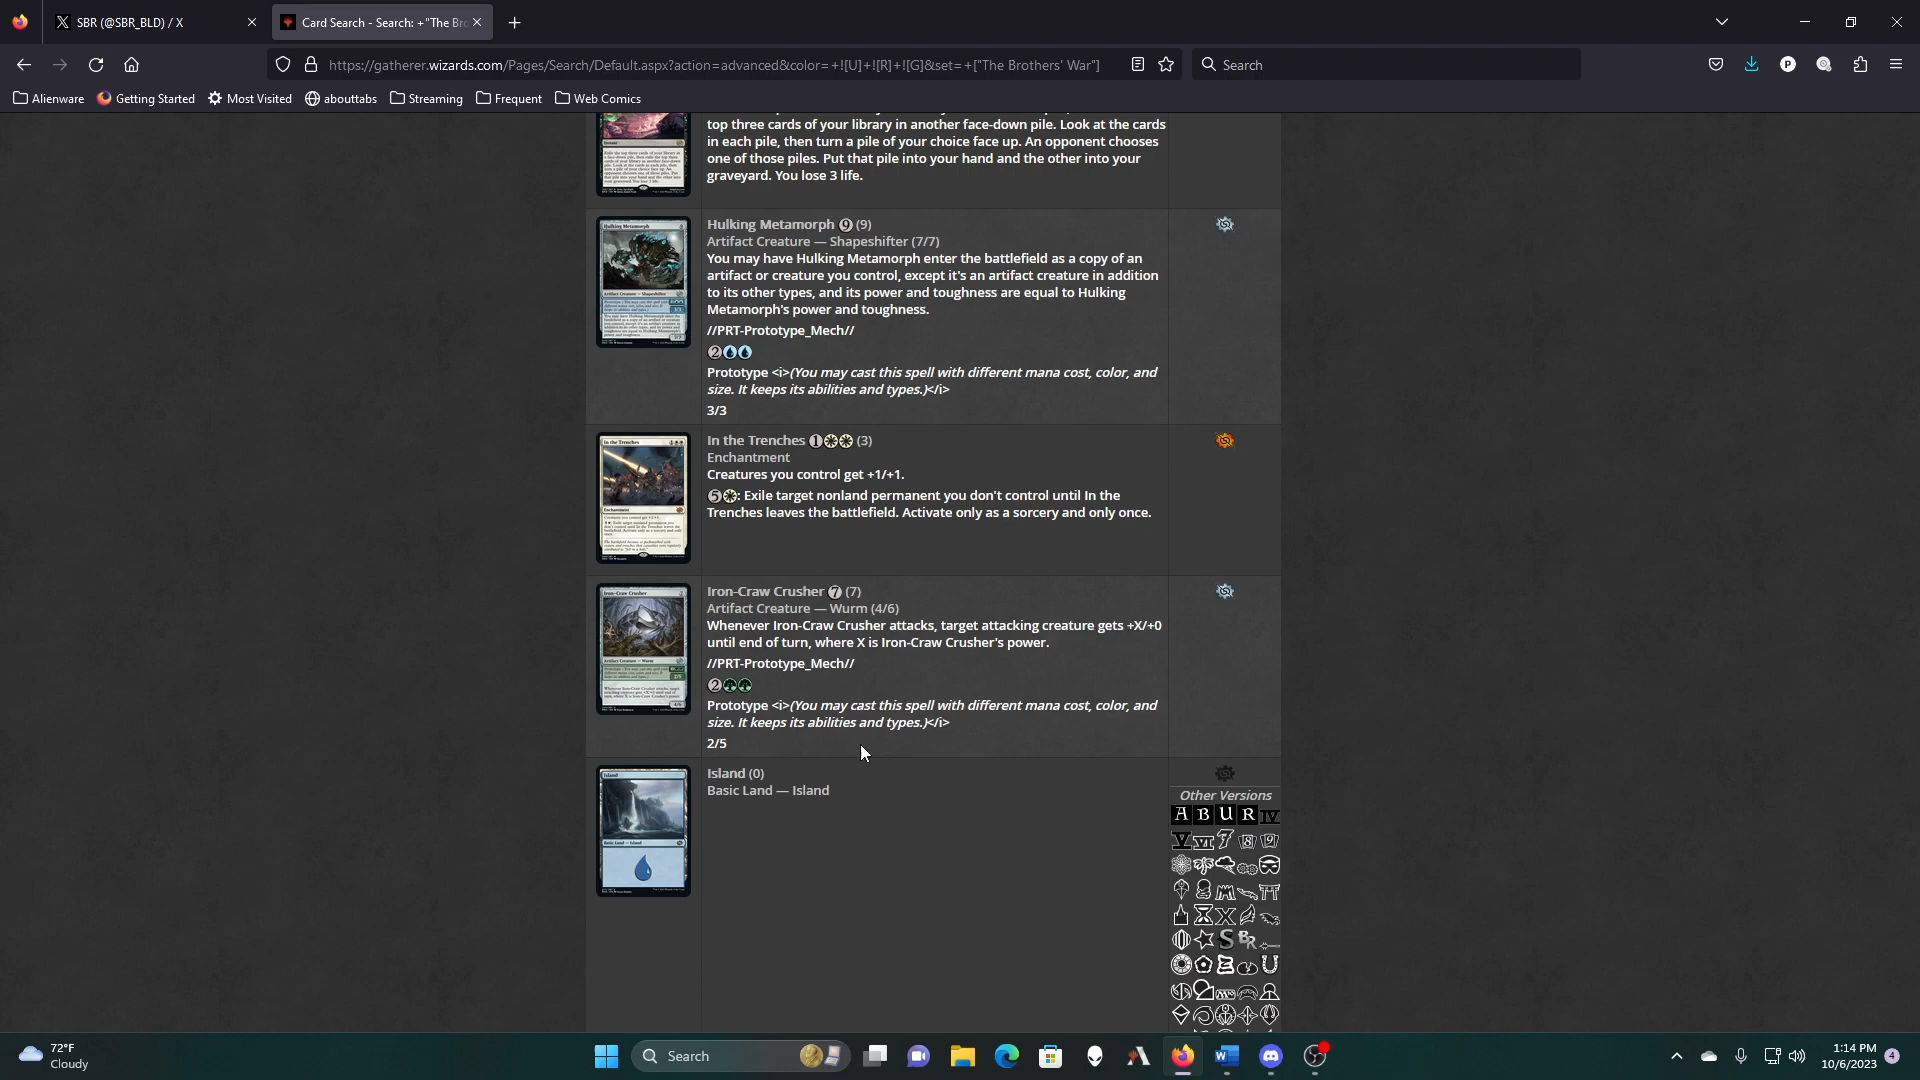 SBR (@SBR_BLD) / X
Card Search - Search: +"The Bro
https://gatherer.wizards.com/Pages/Search/Default.aspx?action=advanced&color=+![U]+![R]+![G]&set=+["The Brothers' War"]
Search
Alienware
Getting Started
Most Visited
abouttabs
Streaming
Frequent
Web Comics
top three cards of your library in another face-down pile. Look at the cards
in each pile, then turn a pile of your choice face up. An opponent chooses
one of those piles. Put that pile into your hand and the other into your
graveyard. You lose 3 life.
Hulking Metamorph 9 (9)
Artifact Creature — Shapeshifter (7/7)
You may have Hulking Metamorph enter the battlefield as a copy of an
artifact or creature you control, except it's an artifact creature in addition
to its other types, and its power and toughness are equal to Hulking
Metamorph's power and toughness.
//PRT-Prototype_Mech//
2
Prototype <i>(You may cast this spell with different mana cost, color, and
size. It keeps its abilities and types.)</i>
3/3
In the Trenches 1 (3)
Enchantment
Creatures you control get +1/+1.
5: Exile target nonland permanent you don't control until In the
Trenches leaves the battlefield. Activate only as a sorcery and only once.
Iron-Craw Crusher 7 (7)
Artifact Creature — Wurm (4/6)
Whenever Iron-Craw Crusher attacks, target attacking creature gets +X/+0
until end of turn, where X is Iron-Craw Crusher's power.
//PRT-Prototype_Mech//
2
Prototype <i>(You may cast this spell with different mana cost, color, and
size. It keeps its abilities and types.)</i>
2/5
Island (0)
Basic Land — Island
Other Versions
A B U R IV
V VI 7 8 9
72°F
Cloudy
Search
1:14 PM
10/6/2023
4